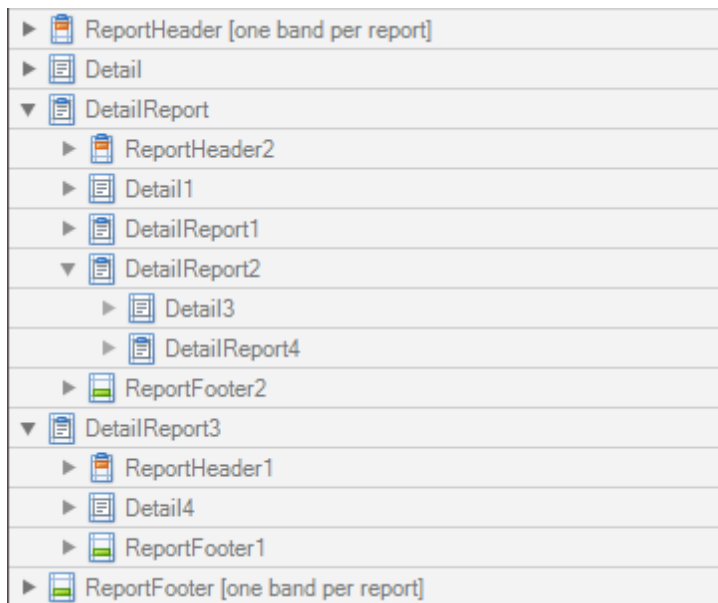 ReportHeader [one band per report]
Detail
DetailReport
ReportHeader2
Detail1
DetailReport1
DetailReport2
Detail3
DetailReport4
ReportFooter2
DetailReport3
ReportHeader1
Detail4
ReportFooter1
ReportFooter [one band per report]